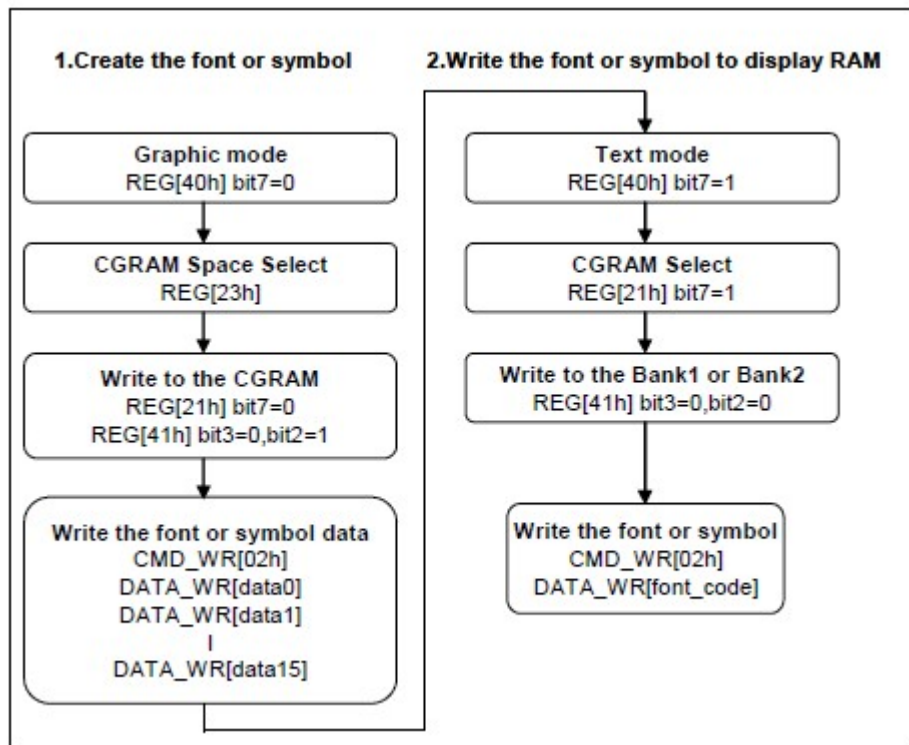 1.Create the font or symbol
Graphic mode
REG[40h] bit7=0
CGRAM Space Select
REG[23h]
Write to the CGRAM
REG[21h] bit7=0
REG[41h] bit3=0,bit2=1
Write the font or symbol data
CMD_WR[02h]
DATA_WR[data0]
DATA_WR[data1]
|
DATA_WR[data15]
2.Write the font or symbol to display RAM
Text mode
REG[40h] bit7=1
CGRAM Select
REG[21h] bit7=1
Write to the Bank1 or Bank2
REG[41h] bit3=0,bit2=0
Write the font or symbol
CMD_WR[02h]
DATA_WR[font_code]